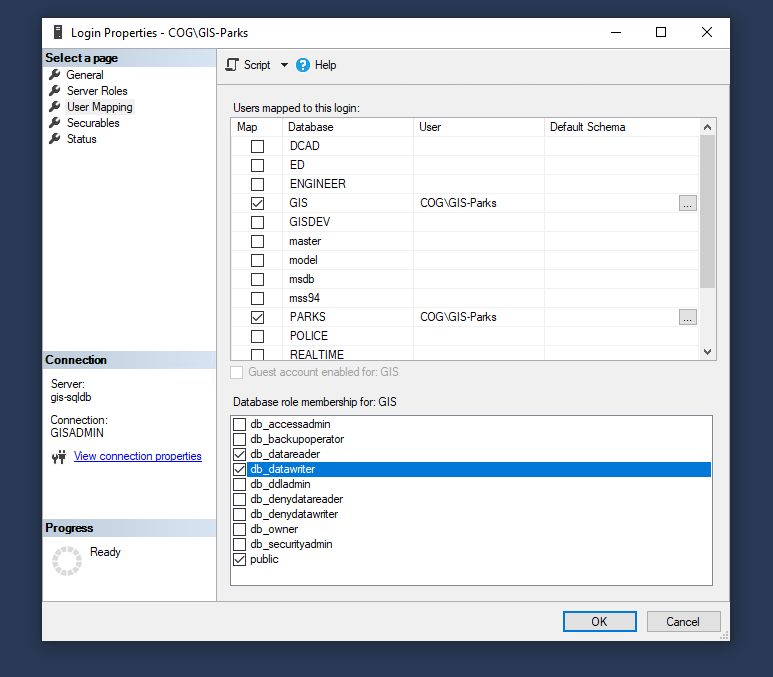 Login Properties - COG\GIS-Parks
Select a page
General
Server Roles
User Mapping
Securables
Status
Connection
Server:
gis-sqldb
Connection:
GISADMIN
View connection properties
Progress
Ready
Script
Help
Users mapped to this login:
Map Database User Default Schema
DCAD
ED
ENGINEER
GIS COG\GIS-Parks ...
GISDEV
master
model
msdb
mss94
PARKS COG\GIS-Parks ...
POLICE
REALTIME
Guest account enabled for: GIS
Database role membership for: GIS
db_accessadmin
db_backupoperator
db_datareader
db_datawriter
db_ddladmin
db_denydatareader
db_denydatawriter
db_owner
db_securityadmin
public
OK Cancel